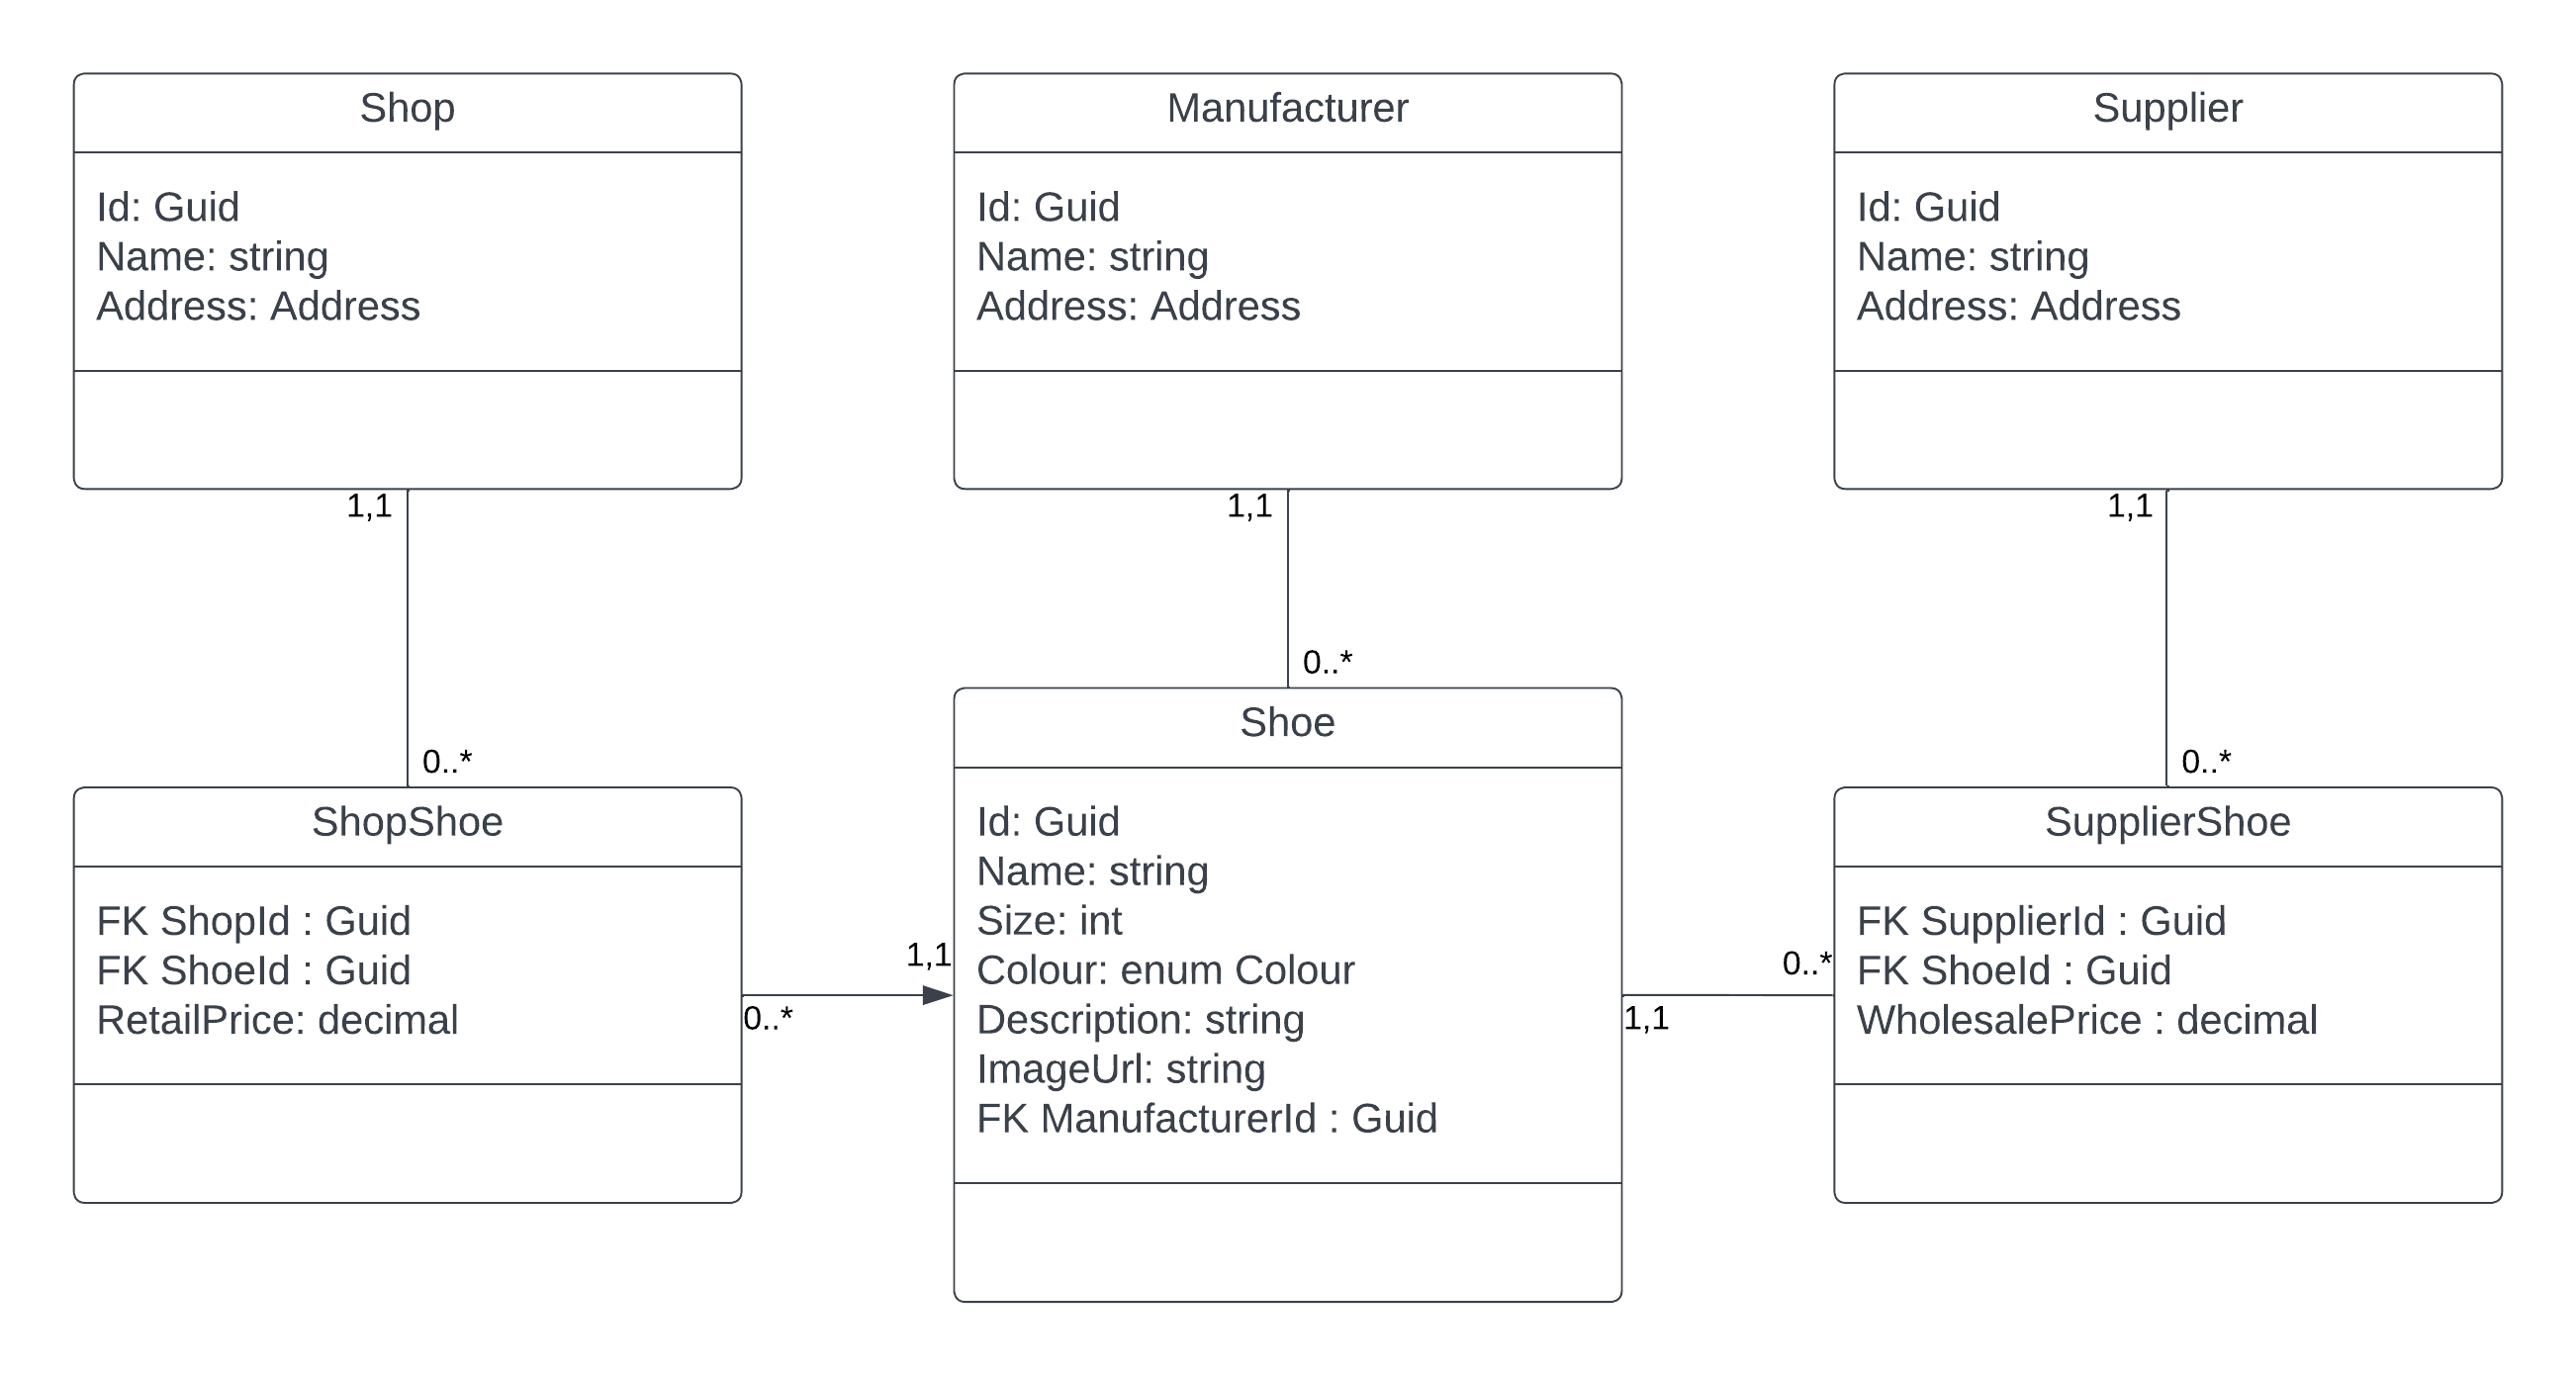 Shop
Id: Guid
Name: string
Address: Address
Manufacturer
Id: Guid
Name: string
Address: Address
Supplier
Id: Guid
Name: string
Address: Address
1,1
1,1
1,1
0..*
0..*
0..*
ShopShoe
FK ShopId : Guid
FK ShoeId : Guid
RetailPrice: decimal
0..*
1,1
Shoe
Id: Guid
Name: string
Size: int
Colour: enum Colour
Description: string
ImageUrl: string
FK ManufacturerId : Guid
1,1
0..*
SupplierShoe
FK SupplierId : Guid
FK ShoeId : Guid
WholesalePrice : decimal